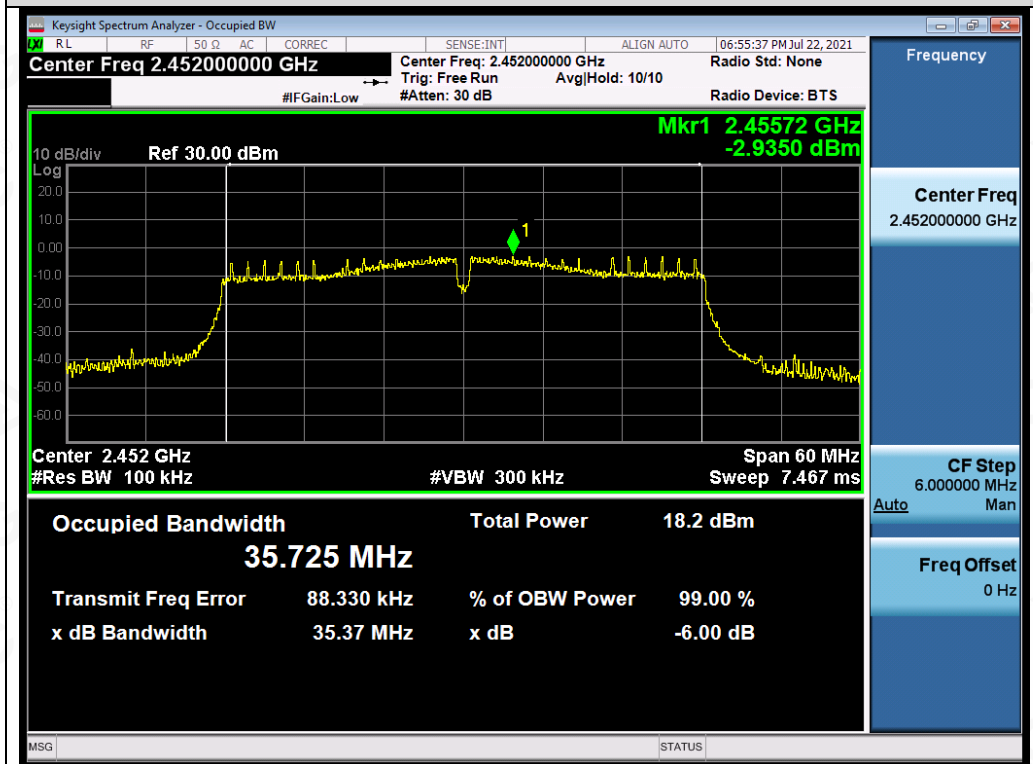 Keysight Spectrum Analyzer - Occupied BW
LXI RL RF 50 Ω AC CORREC SENSE:INT ALIGN AUTO 06:55:37 PM Jul 22, 2021
Center Freq 2.452000000 GHz Center Freq: 2.452000000 GHz Radio Std: None
Trig: Free Run Avg|Hold: 10/10
#IFGain:Low #Atten: 30 dB Radio Device: BTS
Frequency
Mkr1 2.45572 GHz
10 dB/div Ref 30.00 dBm -2.9350 dBm
Log
20.0
10.0
0.00
-10.0
-20.0
-30.0
-40.0
-50.0
-60.0
1
Center 2.452 GHz Span 60 MHz
#Res BW 100 kHz #VBW 300 kHz Sweep 7.467 ms
Center Freq
2.452000000 GHz
CF Step
6.000000 MHz
Auto Man
Freq Offset
0 Hz
Occupied Bandwidth Total Power 18.2 dBm
35.725 MHz
Transmit Freq Error 88.330 kHz % of OBW Power 99.00 %
x dB Bandwidth 35.37 MHz x dB -6.00 dB
MSG STATUS